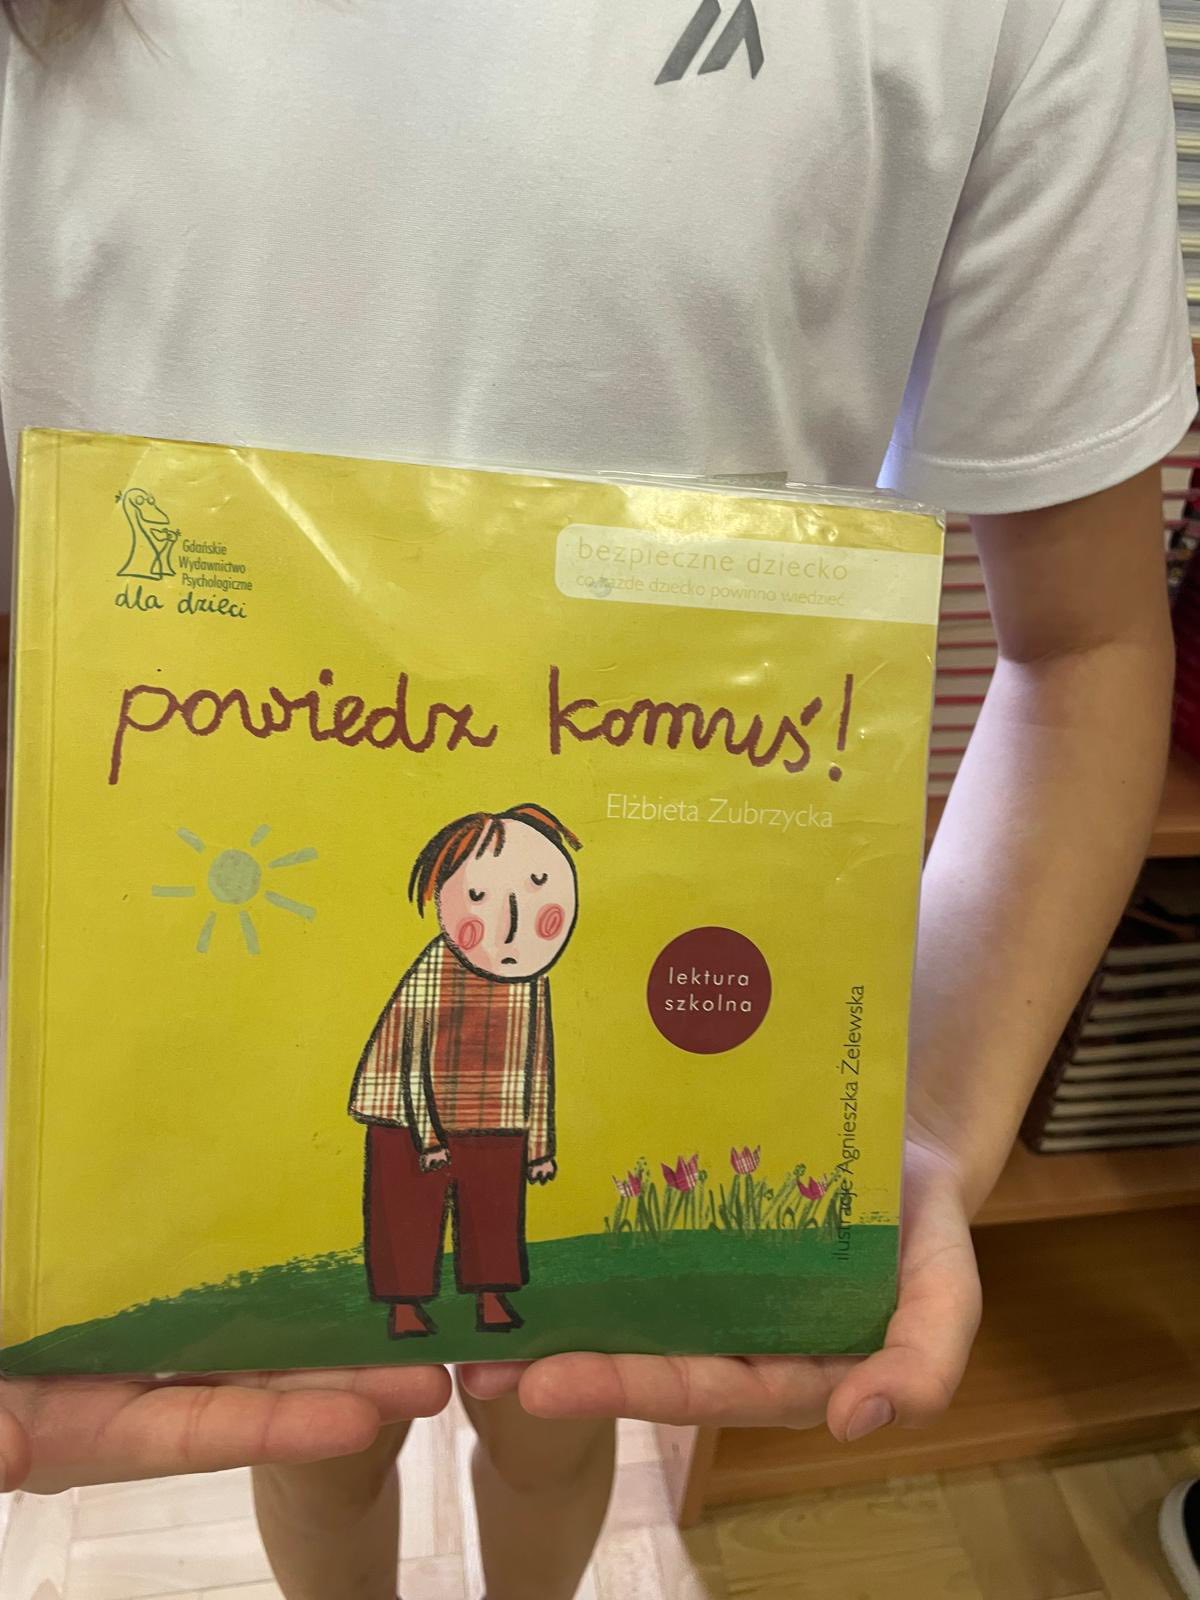 Gdańskie
Wydawnictwo
Psychologiczne
dla dzieci
bezpieczne dziecko
co każde dziecko powinno wiedzieć
powiedz komuś!
Elżbieta Zubrzycka
lektura
szkolna
ilustracje Agnieszka Żelewska